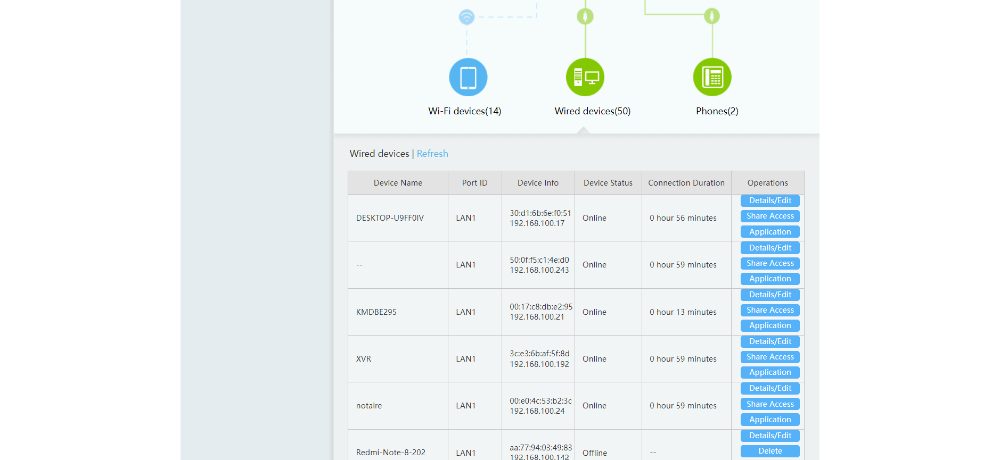 Wi-Fi devices(14)
Wired devices(50)
Phones(2)
Wired devices | Refresh
Device Name Port ID Device Info Device Status Connection Duration Operations
DESKTOP-U9FF0IV LAN1 30:d1:6b:6e:f0:51 Online 0 hour 56 minutes Details/Edit
192.168.100.17 Share Access
Application
-- LAN1 50:0f:f5:c1:4e:d0 Online 0 hour 59 minutes Details/Edit
192.168.100.243 Share Access
Application
KMDBE295 LAN1 00:17:c8:db:e2:95 Online 0 hour 13 minutes Details/Edit
192.168.100.21 Share Access
Application
XVR LAN1 3c:e3:6b:af:5f:8d Online 0 hour 59 minutes Details/Edit
192.168.100.192 Share Access
Application
notaire LAN1 00:e0:4c:53:b2:3c Online 0 hour 59 minutes Details/Edit
192.168.100.24 Share Access
Application
Redmi-Note-8-202 LAN1 aa:77:94:03:49:83 Offline -- Details/Edit
192.168.100.142 Delete